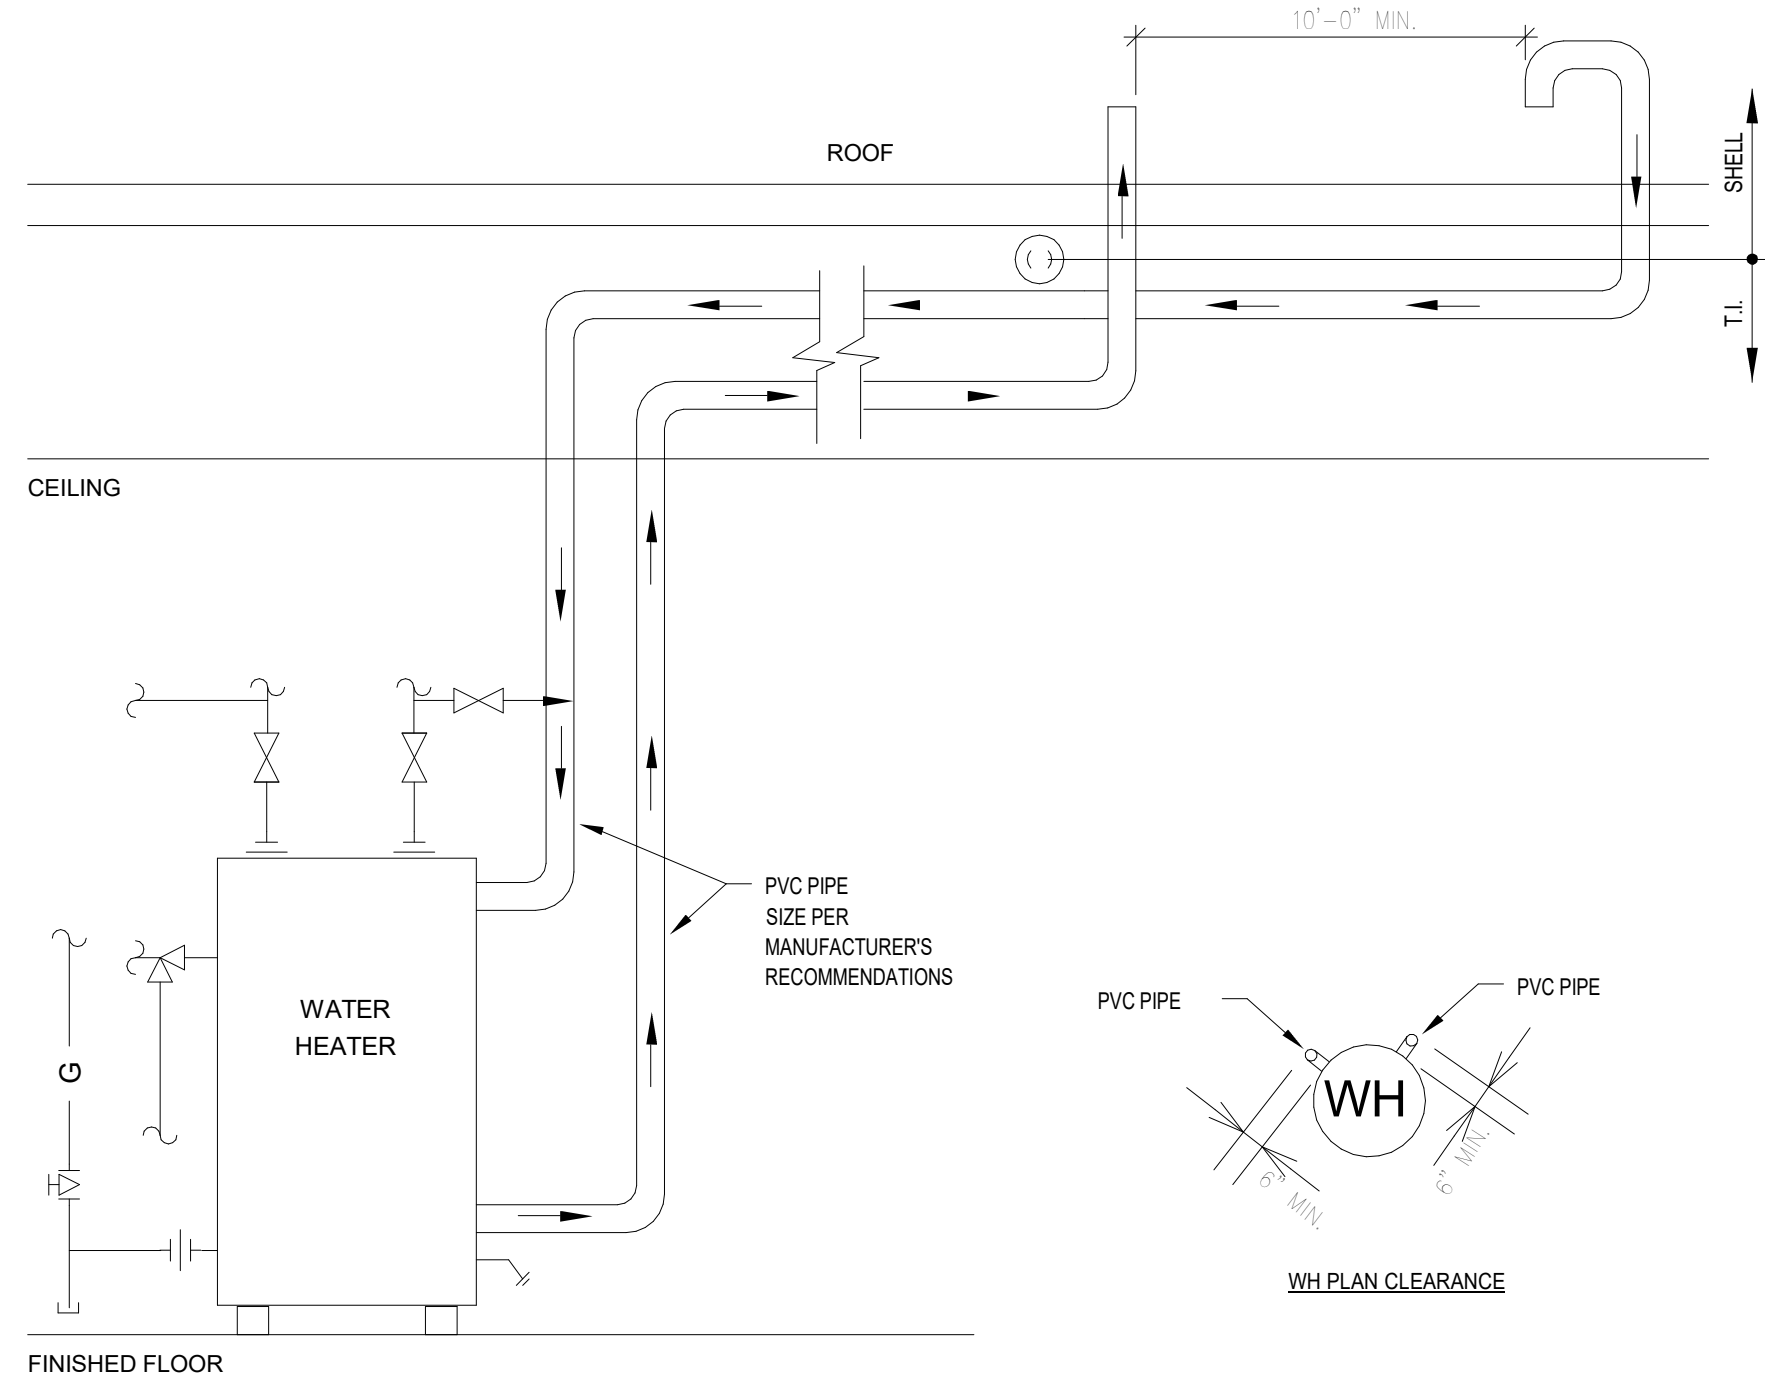 10'-0" MIN.
ROOF
SHELL
T.I.
CEILING
PVC PIPE
SIZE PER
MANUFACTURER'S
RECOMMENDATIONS
WATER
HEATER
G
PVC PIPE
PVC PIPE
WH
6" MIN.
6" MIN.
WH PLAN CLEARANCE
FINISHED FLOOR